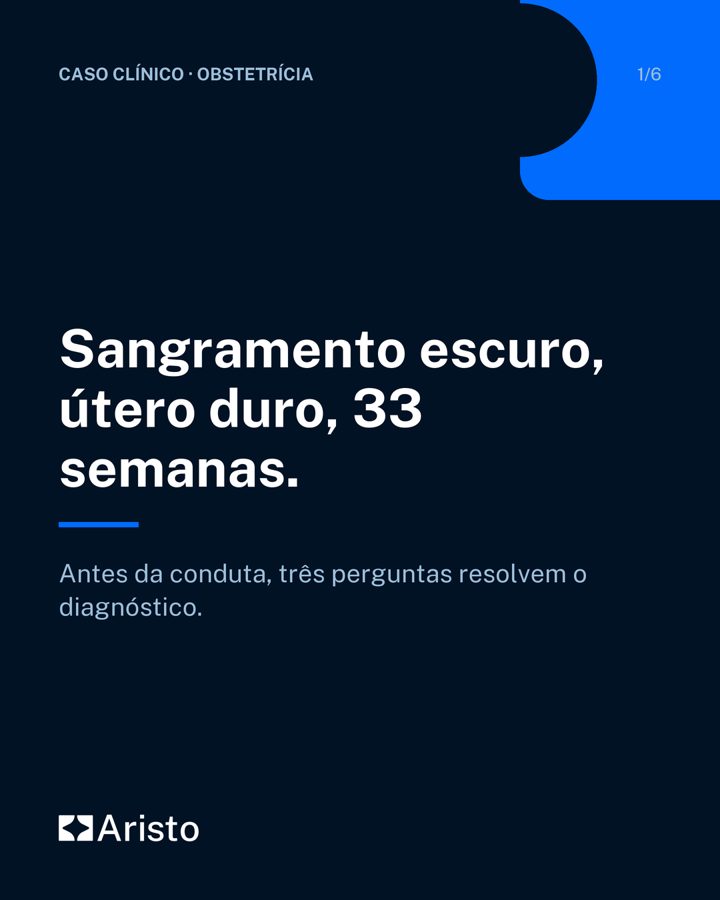 CASO CLÍNICO · OBSTETRÍCIA
1/6
Sangramento escuro,
útero duro, 33
semanas.
Antes da conduta, três perguntas resolvem o
diagnóstico.
Aristo